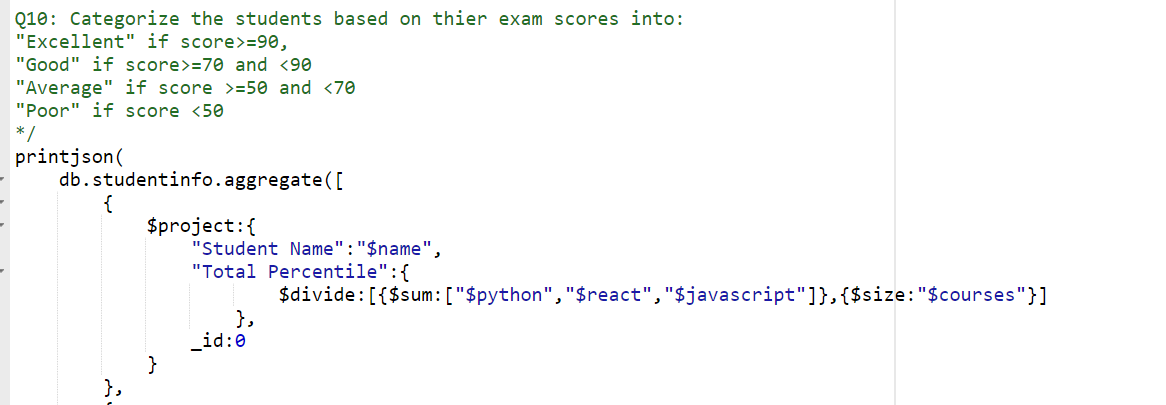 Q10: Categorize the students based on thier exam scores into:
"Excellent" if score>=90,
"Good" if score>=70 and <90
"Average" if score >=50 and <70
"Poor" if score <50
*/
printjson(
    db.studentinfo.aggregate([
        {
            $project:{
                "Student Name":"$name",
                "Total Percentile":{
                        $divide:[{$sum:["$python","$react","$javascript"]},{$size:"$courses"}]
                    },
                _id:0
            }
        },